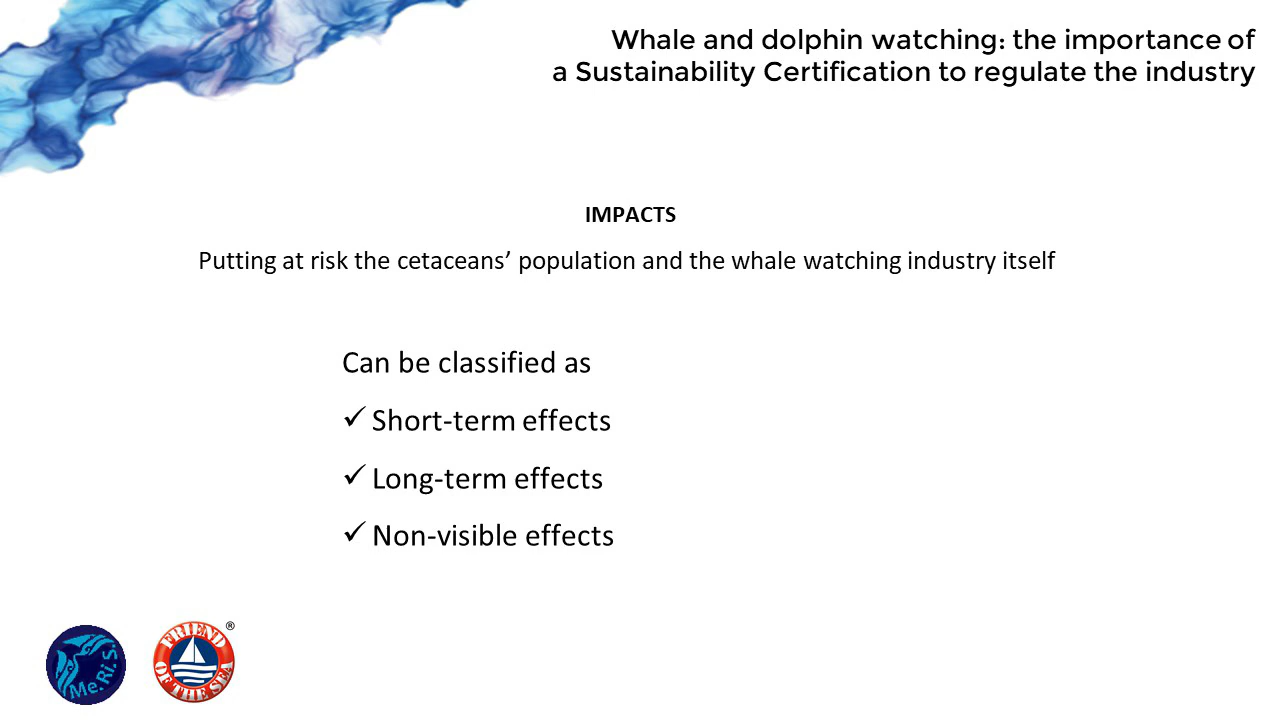 Whale and dolphin watching: the importance of
a Sustainability Certification to regulate the industry
IMPACTS
Putting at risk the cetaceans’ population and the whale watching industry itself
Can be classified as
✓ Short-term effects
✓ Long-term effects
✓ Non-visible effects
Me.Ri.S.
FRIEND
OF THE SEA
®